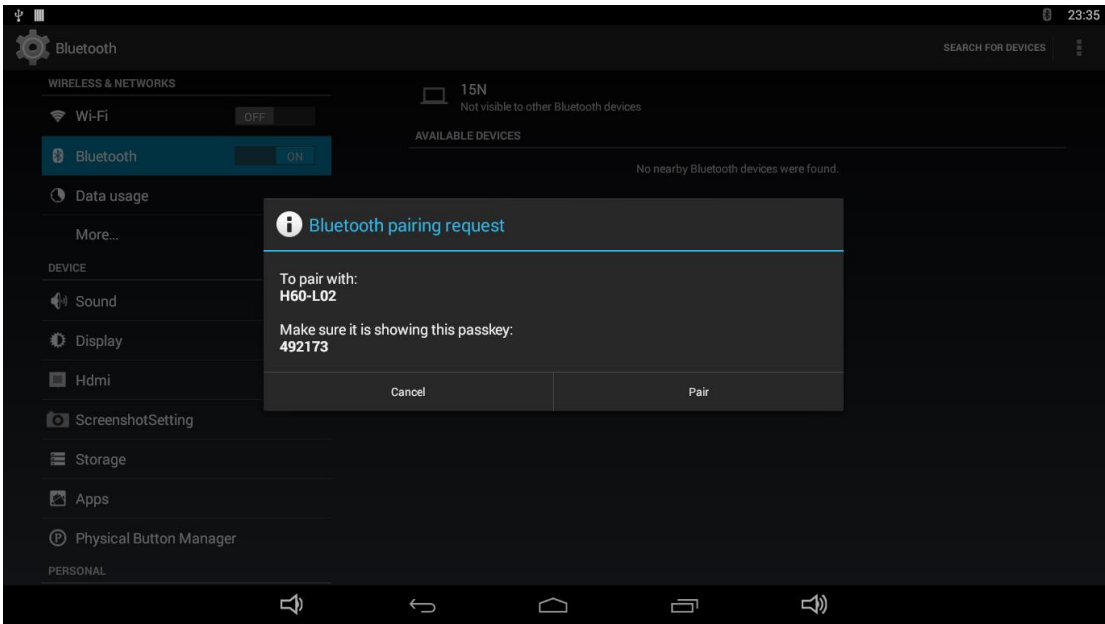 23:35
Bluetooth
SEARCH FOR DEVICES
WIRELESS & NETWORKS
Wi-Fi OFF
Bluetooth ON
Data usage
More...
DEVICE
Sound
Display
Hdmi
ScreenshotSetting
Storage
Apps
Physical Button Manager
PERSONAL
15N
Not visible to other Bluetooth devices
AVAILABLE DEVICES
No nearby Bluetooth devices were found.
Bluetooth pairing request
To pair with:
H60-L02
Make sure it is showing this passkey:
492173
Cancel
Pair